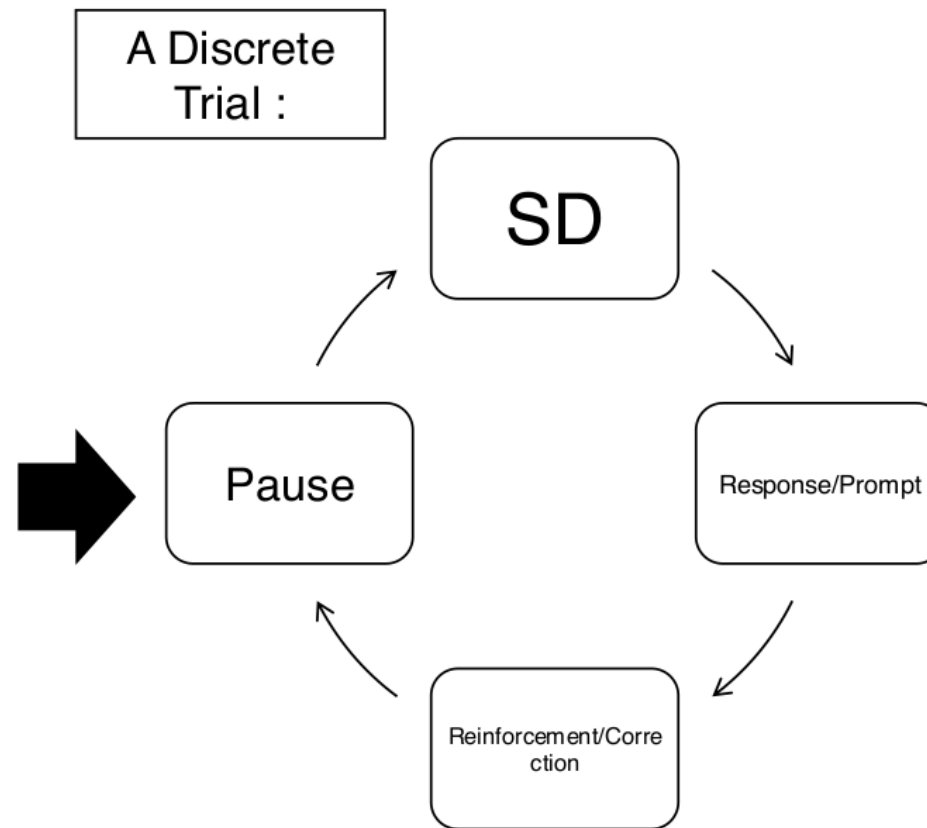 A Discrete
Trial :
SD
Response/Prompt
Reinforcement/Corre
ction
Pause